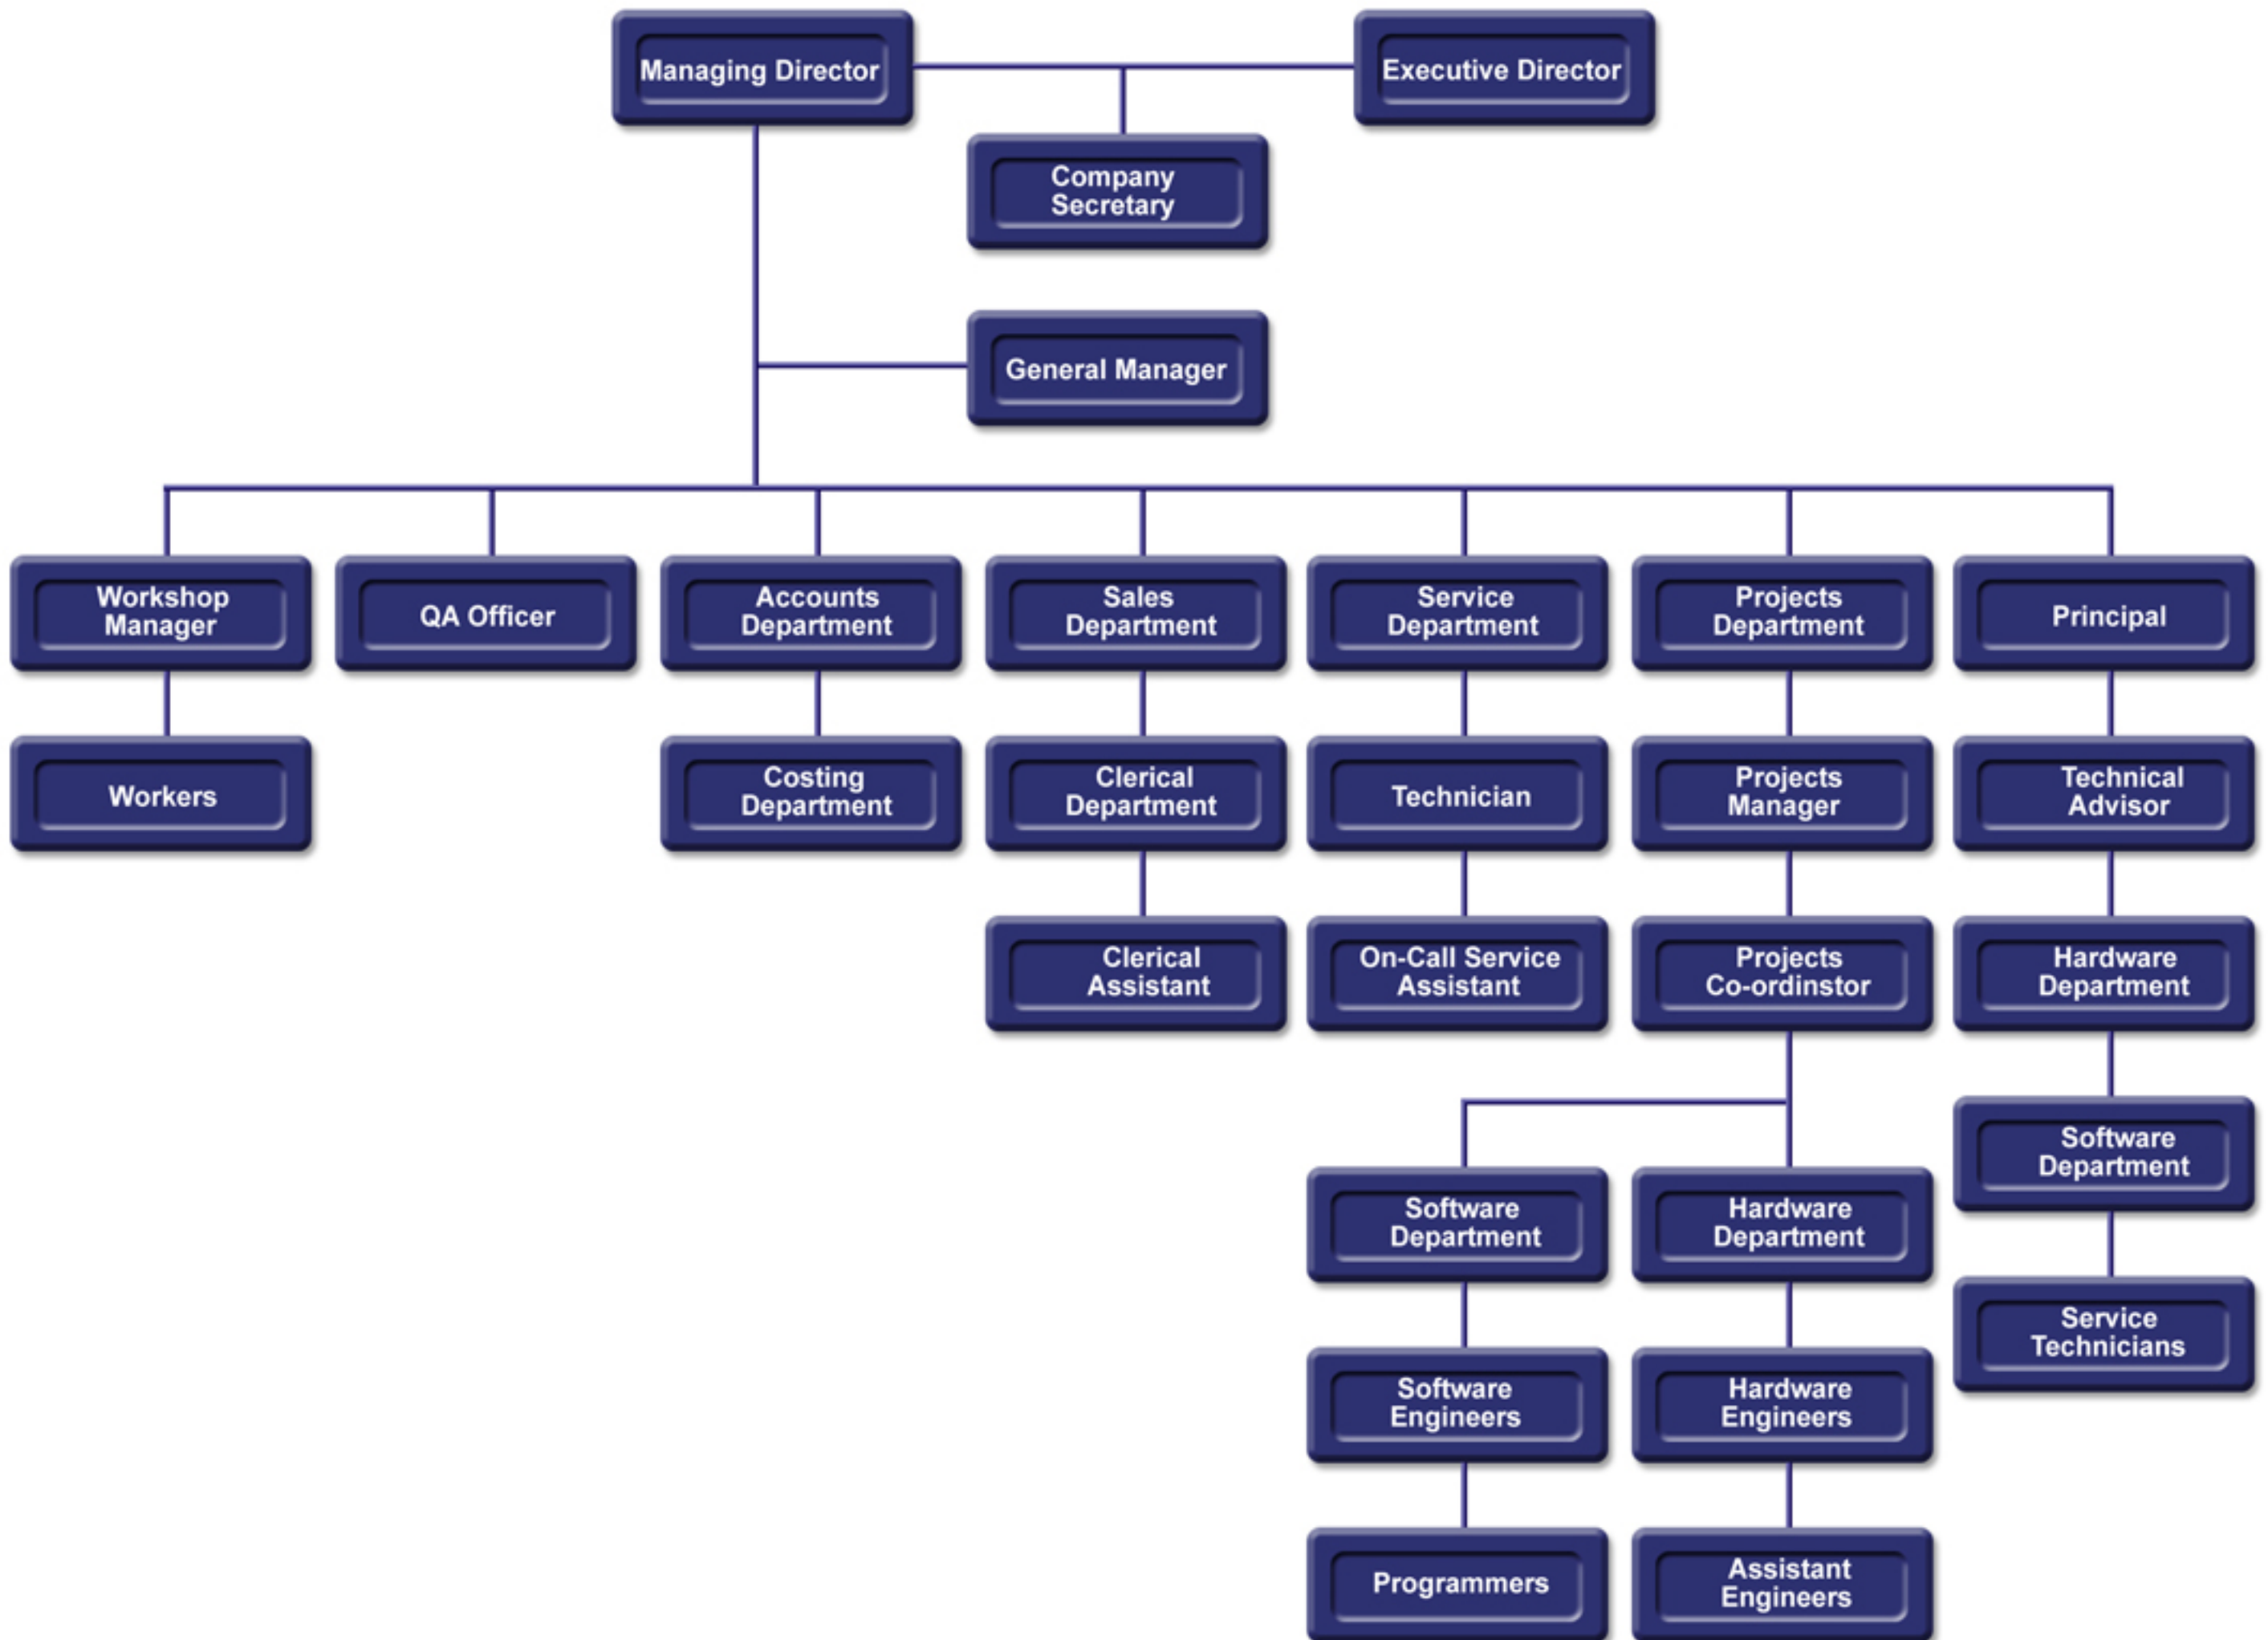 Managing Director
Executive Director
Company
Secretary
General Manager
Workshop
Manager
QA Officer
Accounts
Department
Sales
Department
Service
Department
Projects
Department
Principal
Workers
Costing
Department
Clerical
Department
Technician
Projects
Manager
Technical
Advisor
Clerical
Assistant
On-Call Service
Assistant
Projects
Co-ordinstor
Hardware
Department
Software
Department
Software
Department
Hardware
Department
Service
Technicians
Software
Engineers
Hardware
Engineers
Programmers
Assistant
Engineers